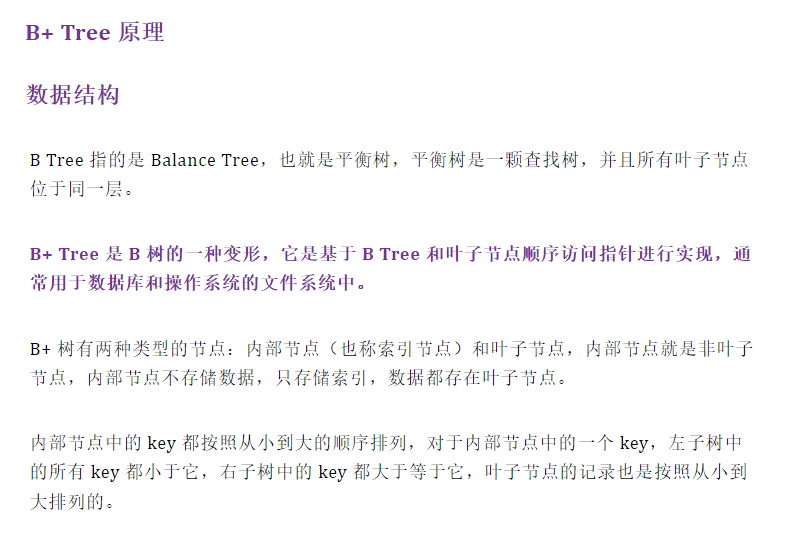 B+ Tree 原理
数据结构
B Tree 指的是 Balance Tree，也就是平衡树，平衡树是一颗查找树，并且所有叶子节点
位于同一层。
B+ Tree 是 B 树的一种变形，它是基于 B Tree 和叶子节点顺序访问指针进行实现，通
常用于数据库和操作系统的文件系统中。
B+ 树有两种类型的节点：内部节点（也称索引节点）和叶子节点，内部节点就是非叶子
节点，内部节点不存储数据，只存储索引，数据都存在叶子节点。
内部节点中的 key 都按照从小到大的顺序排列，对于内部节点中的一个 key，左子树中
的所有 key 都小于它，右子树中的 key 都大于等于它，叶子节点的记录也是按照从小到
大排列的。